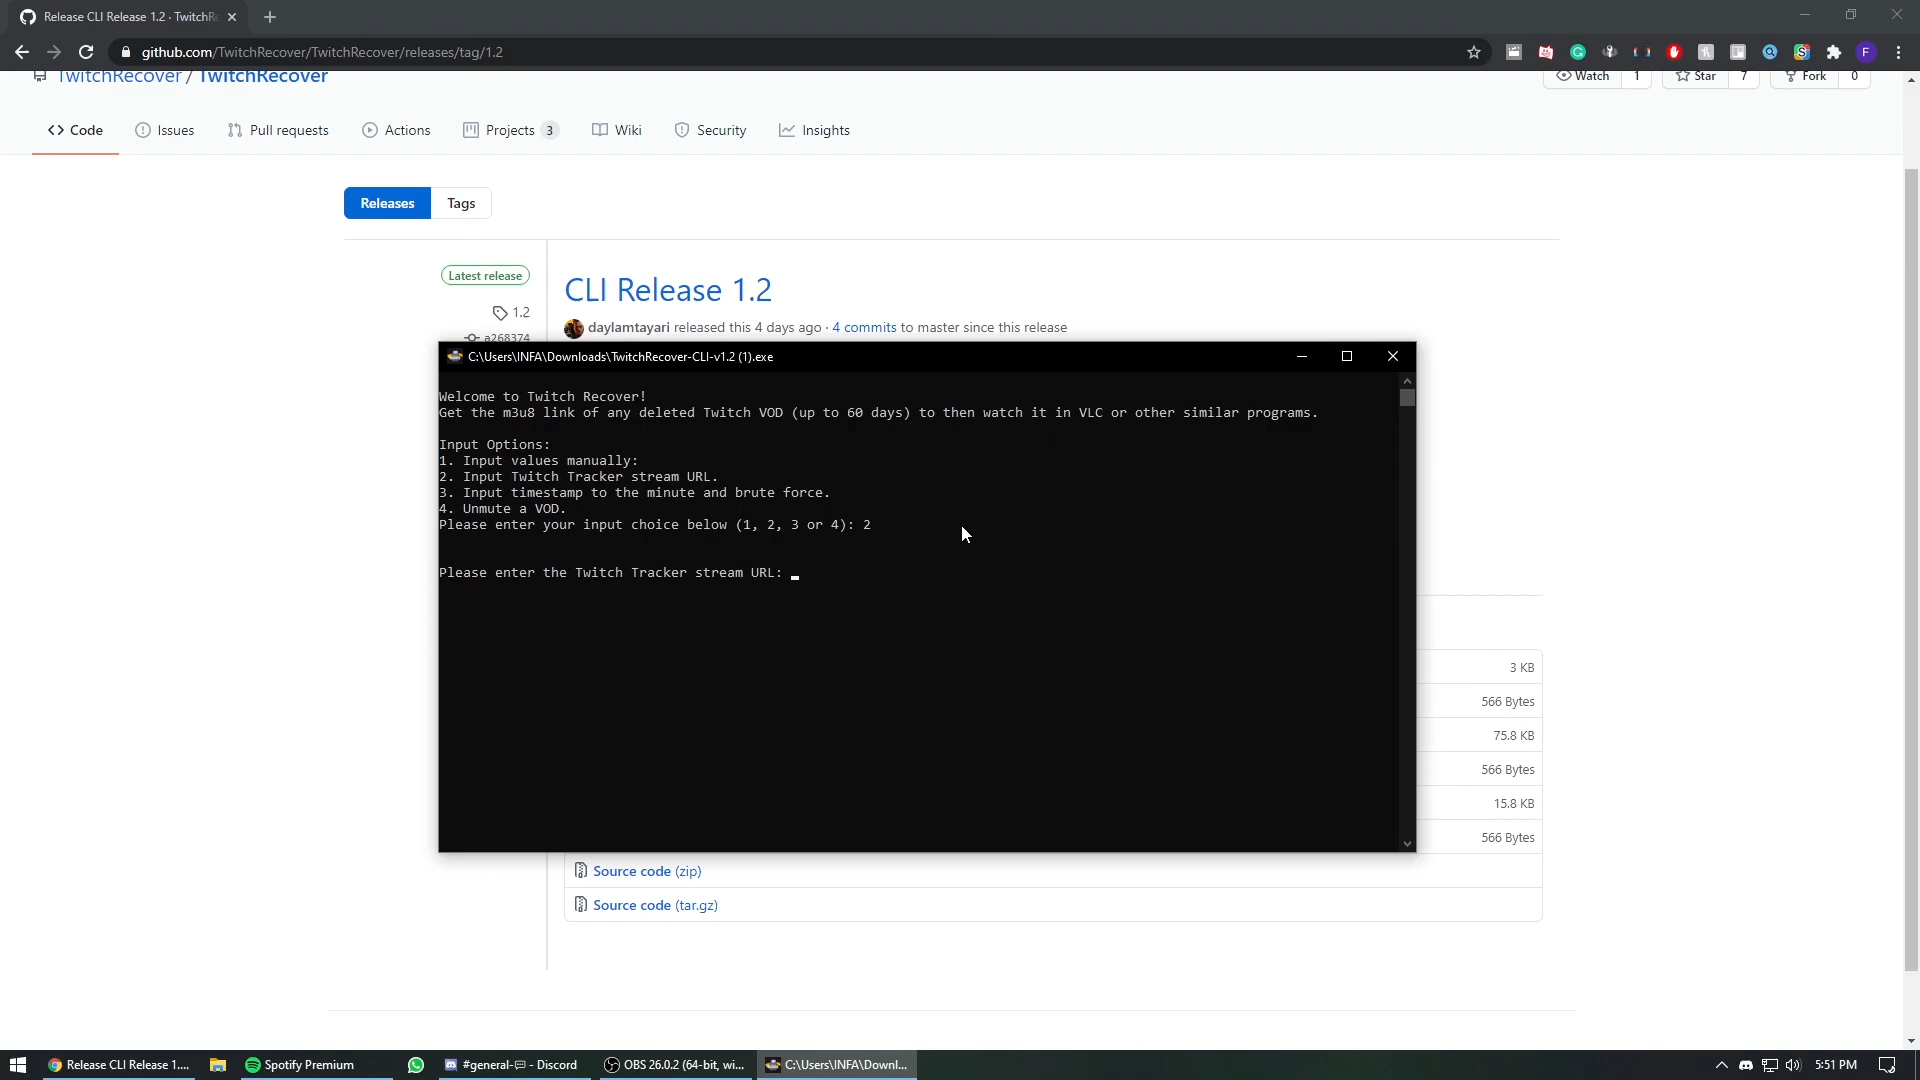 Release CLI Release 1.2 · TwitchRe
github.com/TwitchRecover/TwitchRecover/releases/tag/1.2
F
TwitchRecover / TwitchRecover
Watch 1 Star 7 Fork 0
Code Issues Pull requests Actions Projects 3 Wiki Security Insights
Releases Tags
Latest release
1.2
a268374
CLI Release 1.2
daylamtayari released this 4 days ago · 4 commits to master since this release
C:\Users\INFA\Downloads\TwitchRecover-CLI-v1.2 (1).exe
Welcome to Twitch Recover!
Get the m3u8 link of any deleted Twitch VOD (up to 60 days) to then watch it in VLC or other similar programs.
Input Options:
1. Input values manually:
2. Input Twitch Tracker stream URL.
3. Input timestamp to the minute and brute force.
4. Unmute a VOD.
Please enter your input choice below (1, 2, 3 or 4): 2
Please enter the Twitch Tracker stream URL:
3 KB
566 Bytes
75.8 KB
566 Bytes
15.8 KB
566 Bytes
Source code (zip)
Source code (tar.gz)
Release CLI Release 1.... Spotify Premium #general- - Discord OBS 26.0.2 (64-bit, wi... C:\Users\INFA\Downl... 5:51 PM